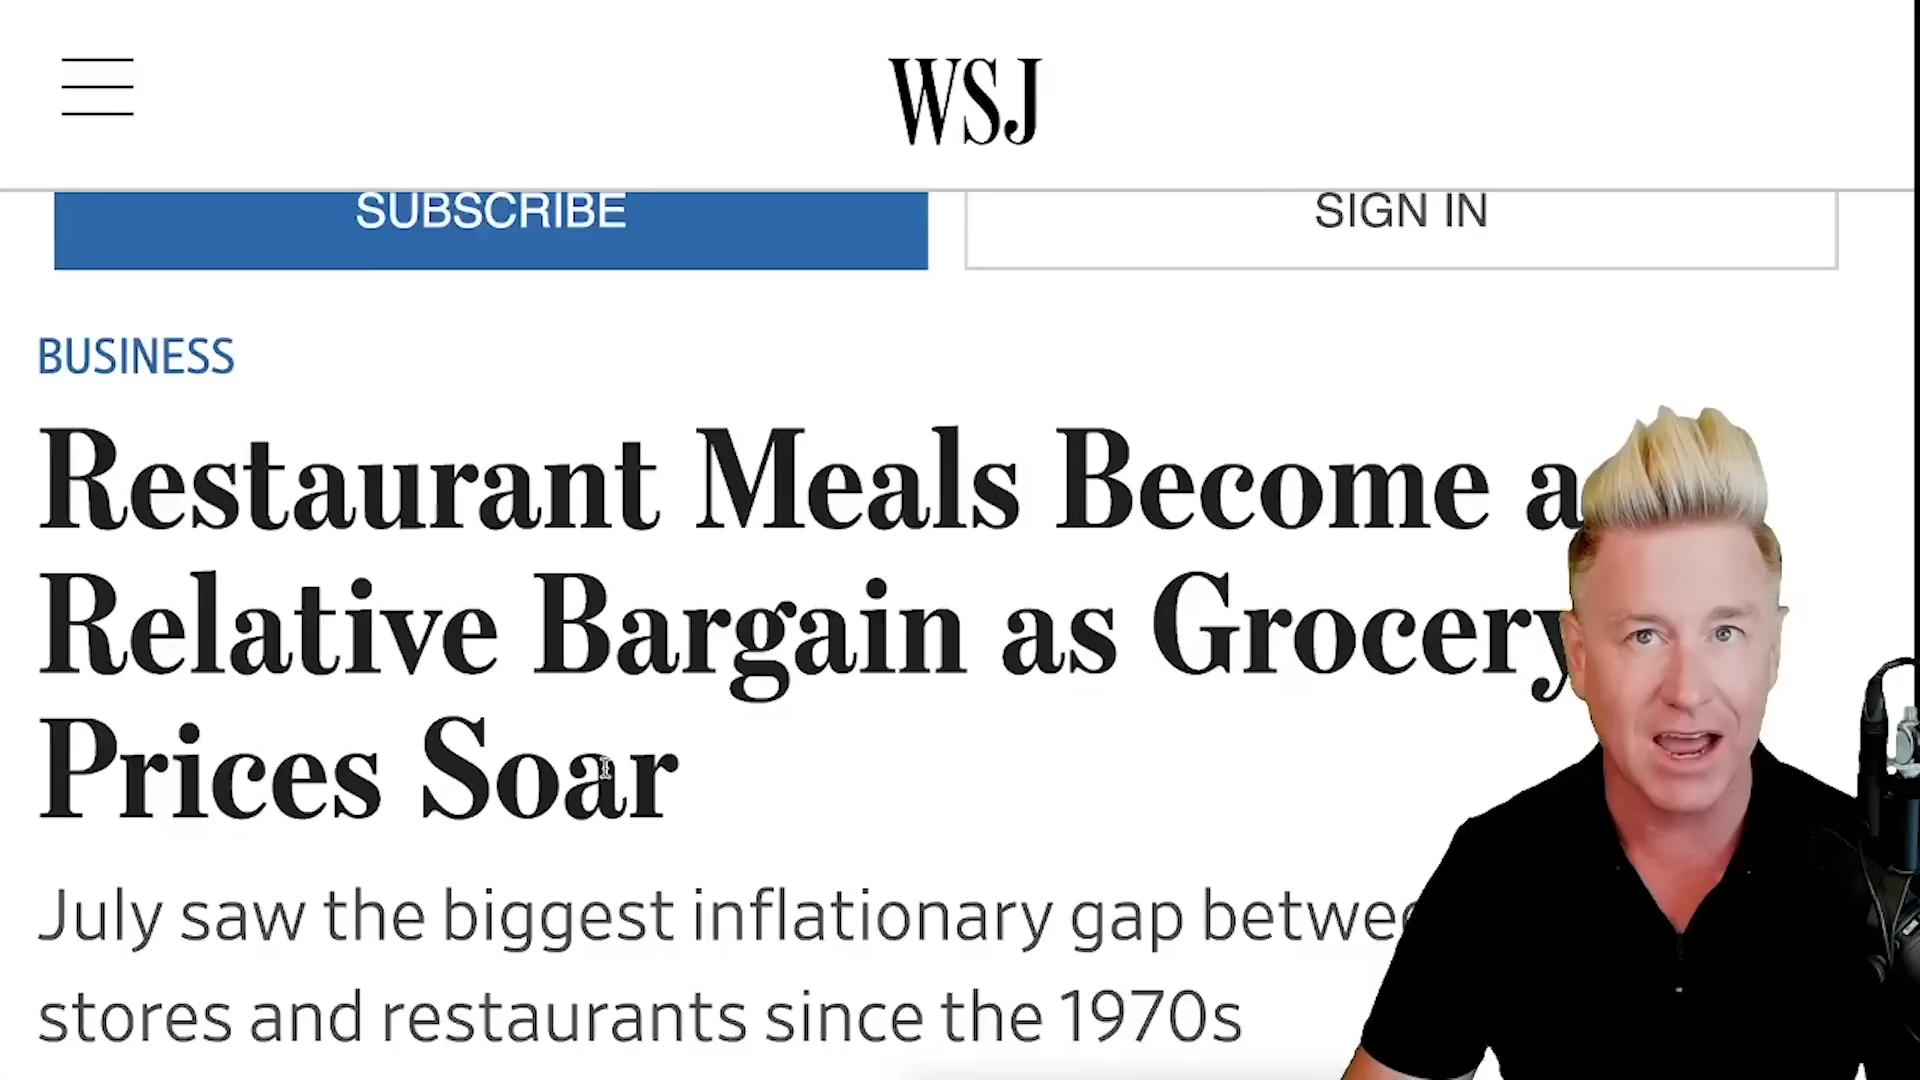 WSJ
SUBSCRIBE
SIGN IN
BUSINESS
Restaurant Meals Become a
Relative Bargain as Grocery
Prices Soar
July saw the biggest inflationary gap
stores and restaurants since the 1970s